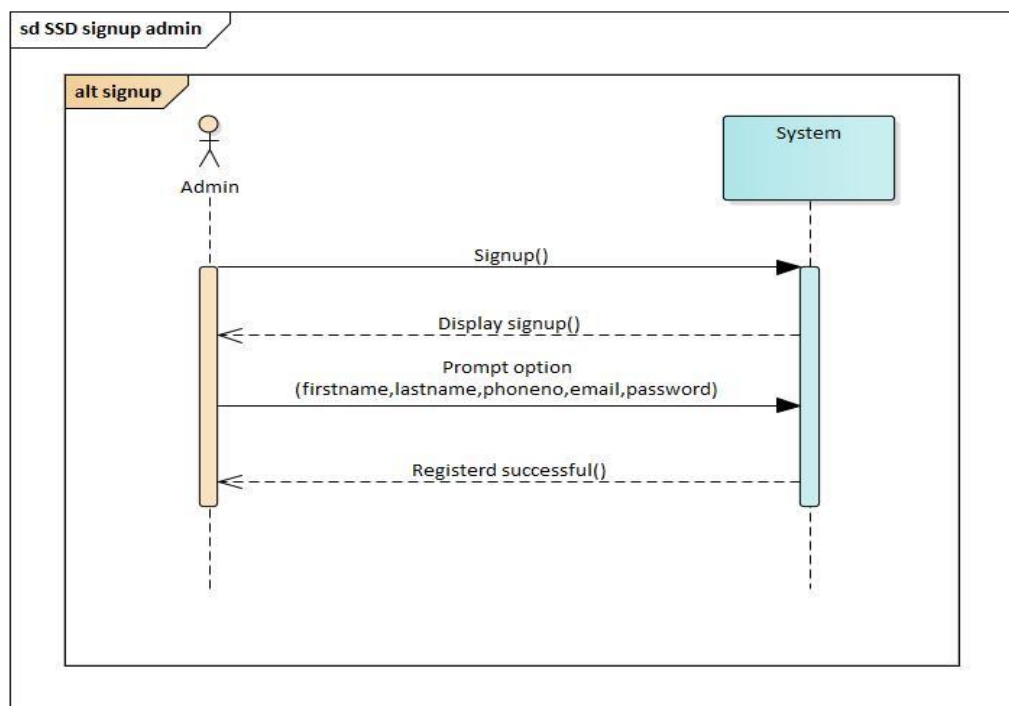 sd SSD signup admin
alt signup
System
Admin
Signup()
Display signup()
Prompt option
(firstname,lastname,phoneno,email,password)
Registerd successful()